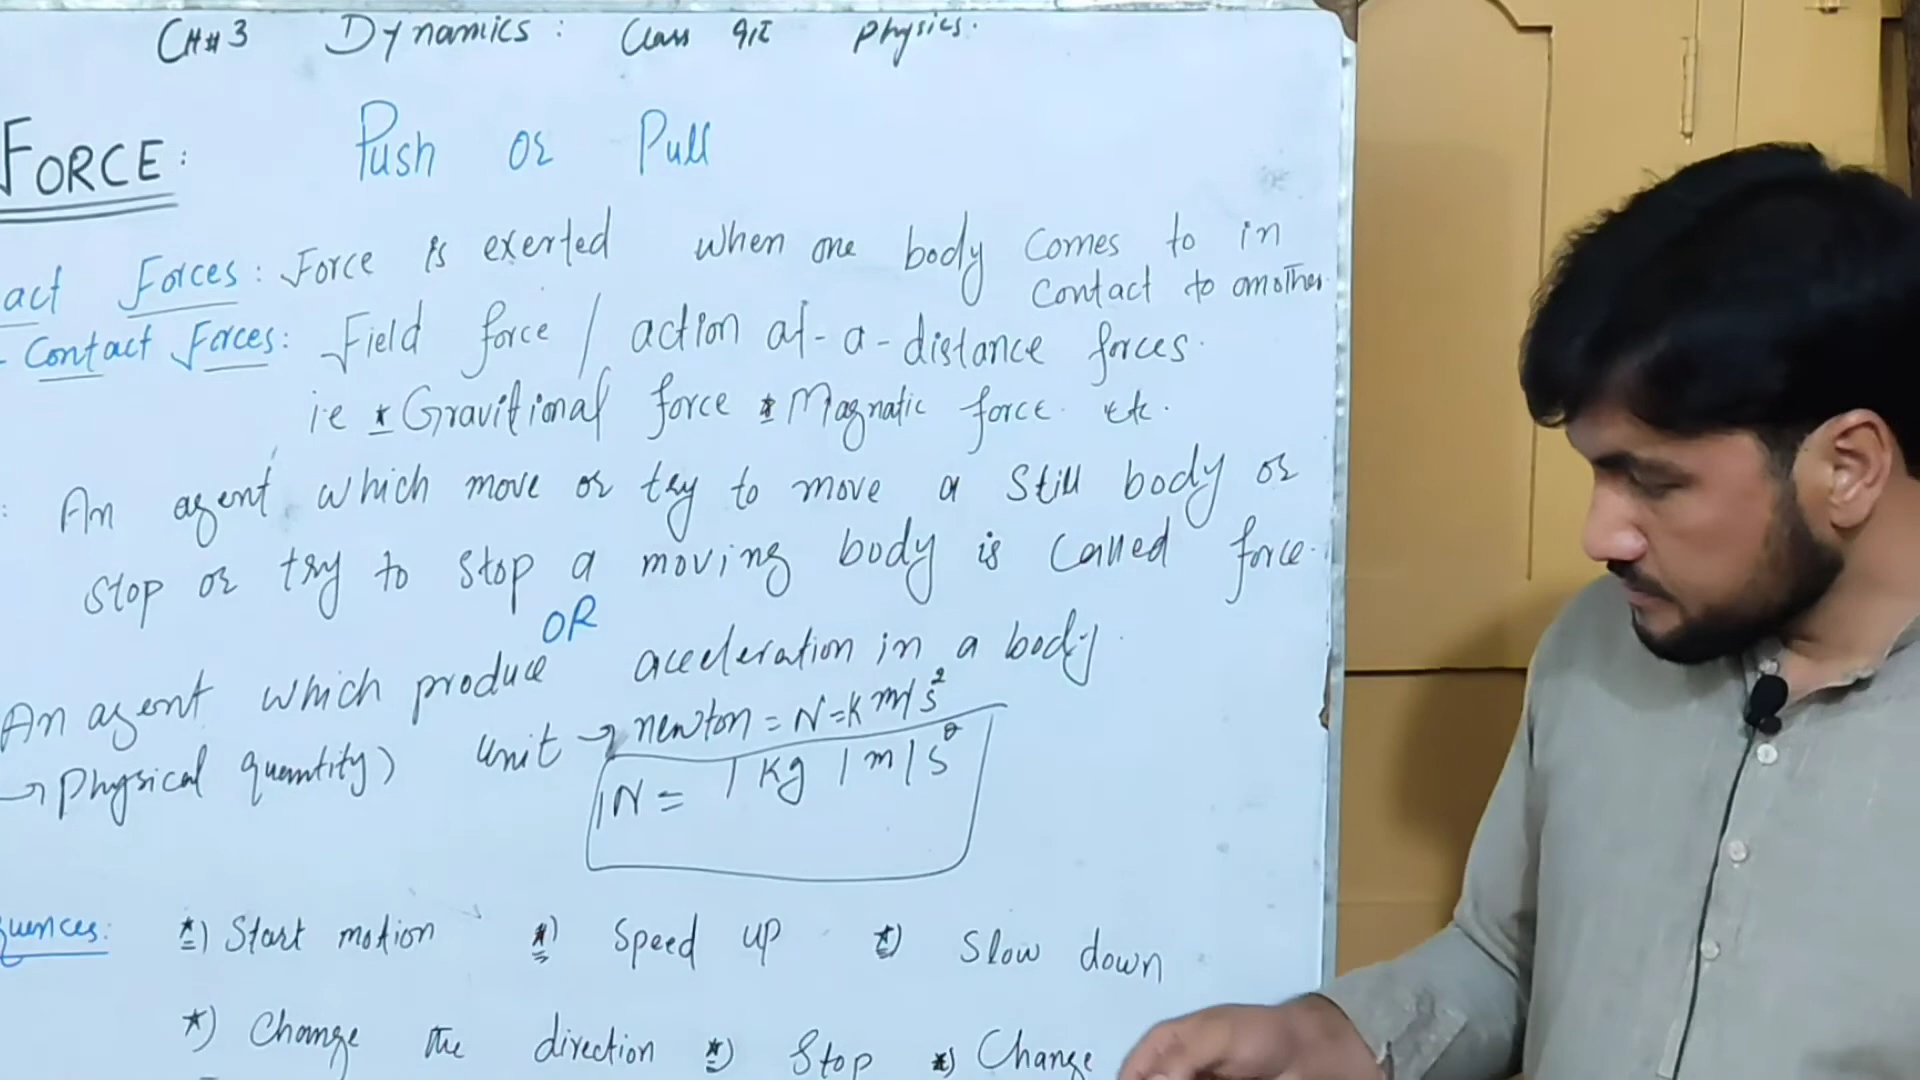 CH#3 Dynamics: Class 9th Physics.
FORCE: Push or Pull
act Forces: Force is exerted when one body comes to in
contact to another.
- Contact Forces: Field force / action at-a-distance forces.
i.e * Gravitional force * Magnatic force. etc.
: An agent which move or try to move a still body or
stop or try to stop a moving body is called force.
OR
An agent which produce aceeleration in a body.
→ Physical quantity) unit → newton = N = K m/s²
1N = 1 kg 1 m/s²
quences: *) Start motion *) Speed up *) Slow down
*) Change the direction *) Stop *) Change